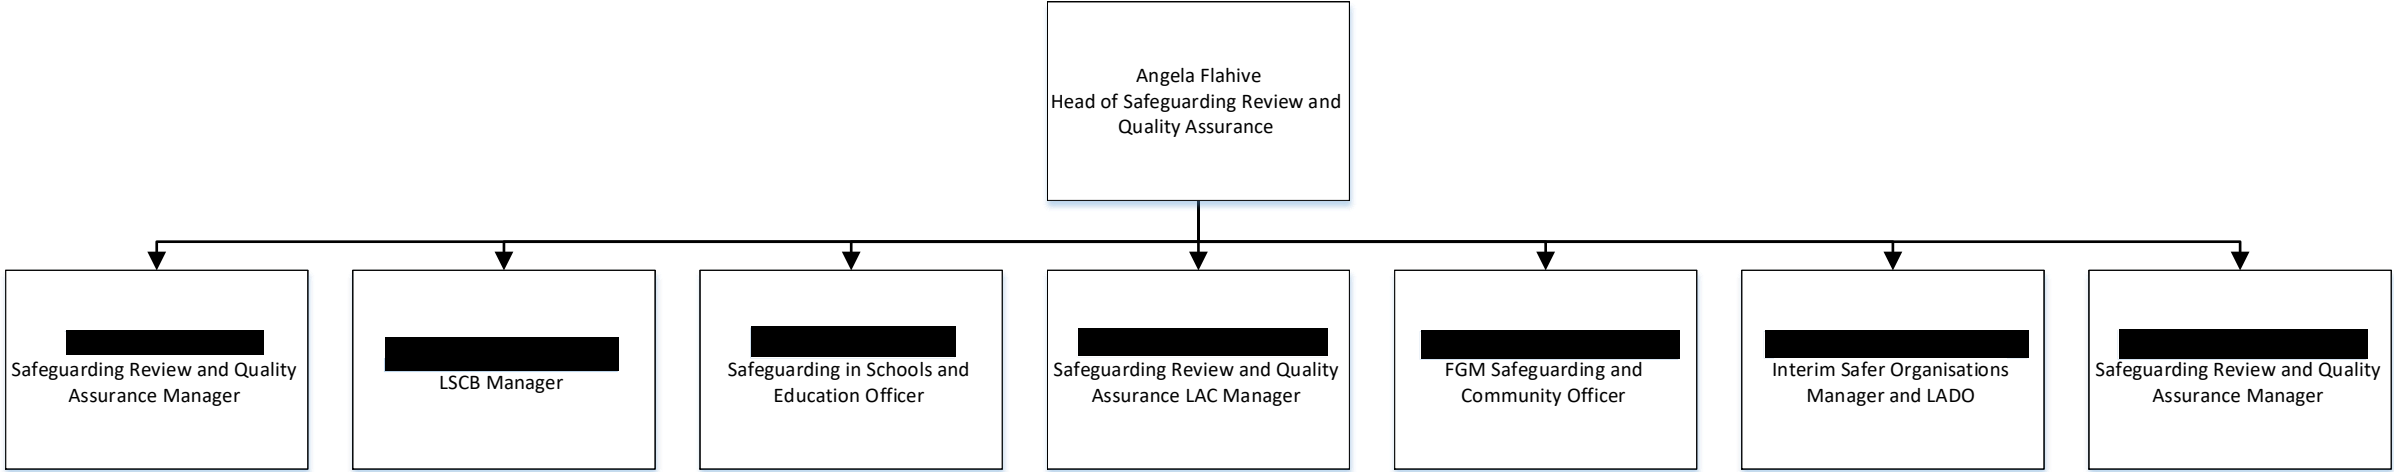 Angela Flahive
Head of Safeguarding Review and
Quality Assurance
Safeguarding Review and Quality
Assurance Manager
LSCB Manager
Safeguarding in Schools and
Education Officer
Safeguarding Review and Quality
Assurance LAC Manager
FGM Safeguarding and
Community Officer
Interim Safer Organisations
Manager and LADO
Safeguarding Review and Quality
Assurance Manager